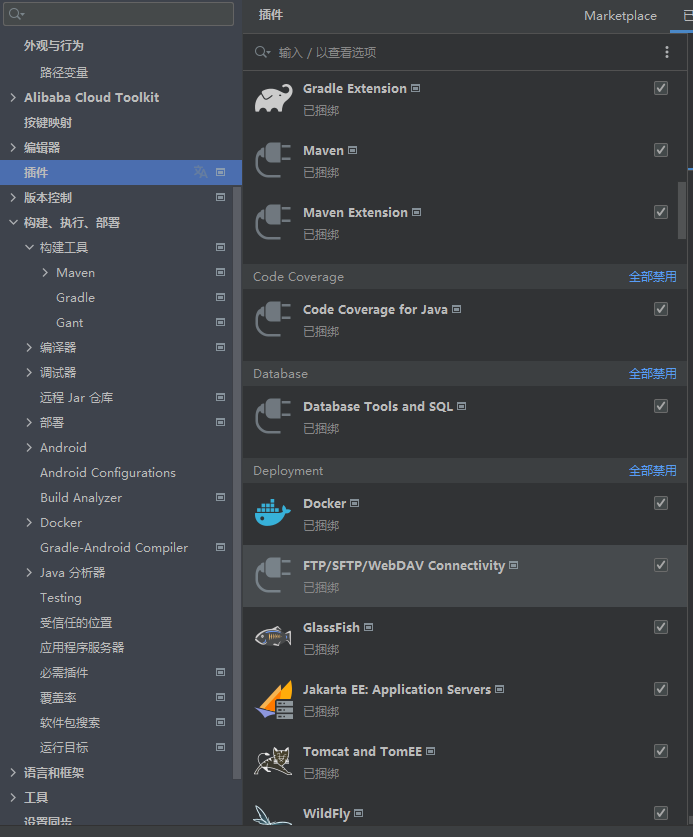 外观与行为
路径变量
Alibaba Cloud Toolkit
按键映射
编辑器
插件
版本控制
构建、执行、部署
构建工具
Maven
Gradle
Gant
编译器
调试器
远程 Jar 仓库
部署
Android
Android Configurations
Build Analyzer
Docker
Gradle-Android Compiler
Java 分析器
Testing
受信任的位置
应用程序服务器
必需插件
覆盖率
软件包搜索
运行目标
语言和框架
工具
设置同步
插件 Marketplace
输入 / 以查看选项
Gradle Extension
已捆绑
Maven
已捆绑
Maven Extension
已捆绑
Code Coverage 全部禁用
Code Coverage for Java
已捆绑
Database 全部禁用
Database Tools and SQL
已捆绑
Deployment 全部禁用
Docker
已捆绑
FTP/SFTP/WebDAV Connectivity
已捆绑
GlassFish
已捆绑
Jakarta EE: Application Servers
已捆绑
Tomcat and TomEE
已捆绑
WildFly